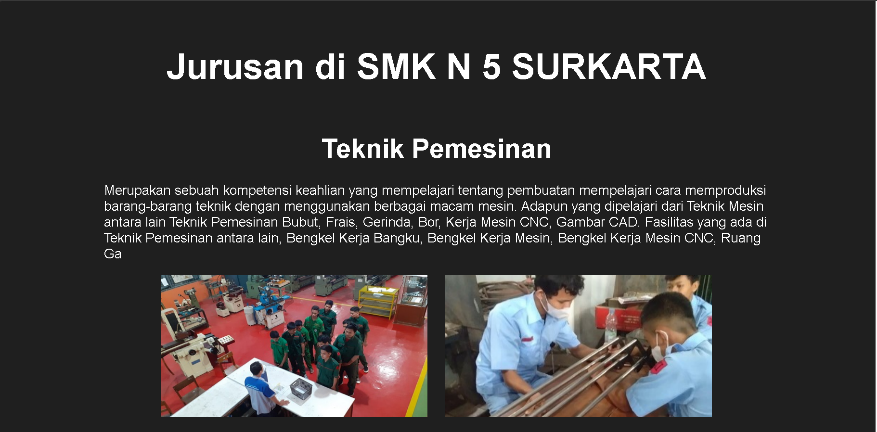 Jurusan di SMK N 5 SURKARTA
Teknik Pemesinan
Merupakan sebuah kompetensi keahlian yang mempelajari tentang pembuatan mempelajari cara memproduksi
barang-barang teknik dengan menggunakan berbagai macam mesin. Adapun yang dipelajari dari Teknik Mesin
antara lain Teknik Pemesinan Bubut, Frais, Gerinda, Bor, Kerja Mesin CNC, Gambar CAD. Fasilitas yang ada di
Teknik Pemesinan antara lain, Bengkel Kerja Bangku, Bengkel Kerja Mesin, Bengkel Kerja Mesin CNC, Ruang
Ga